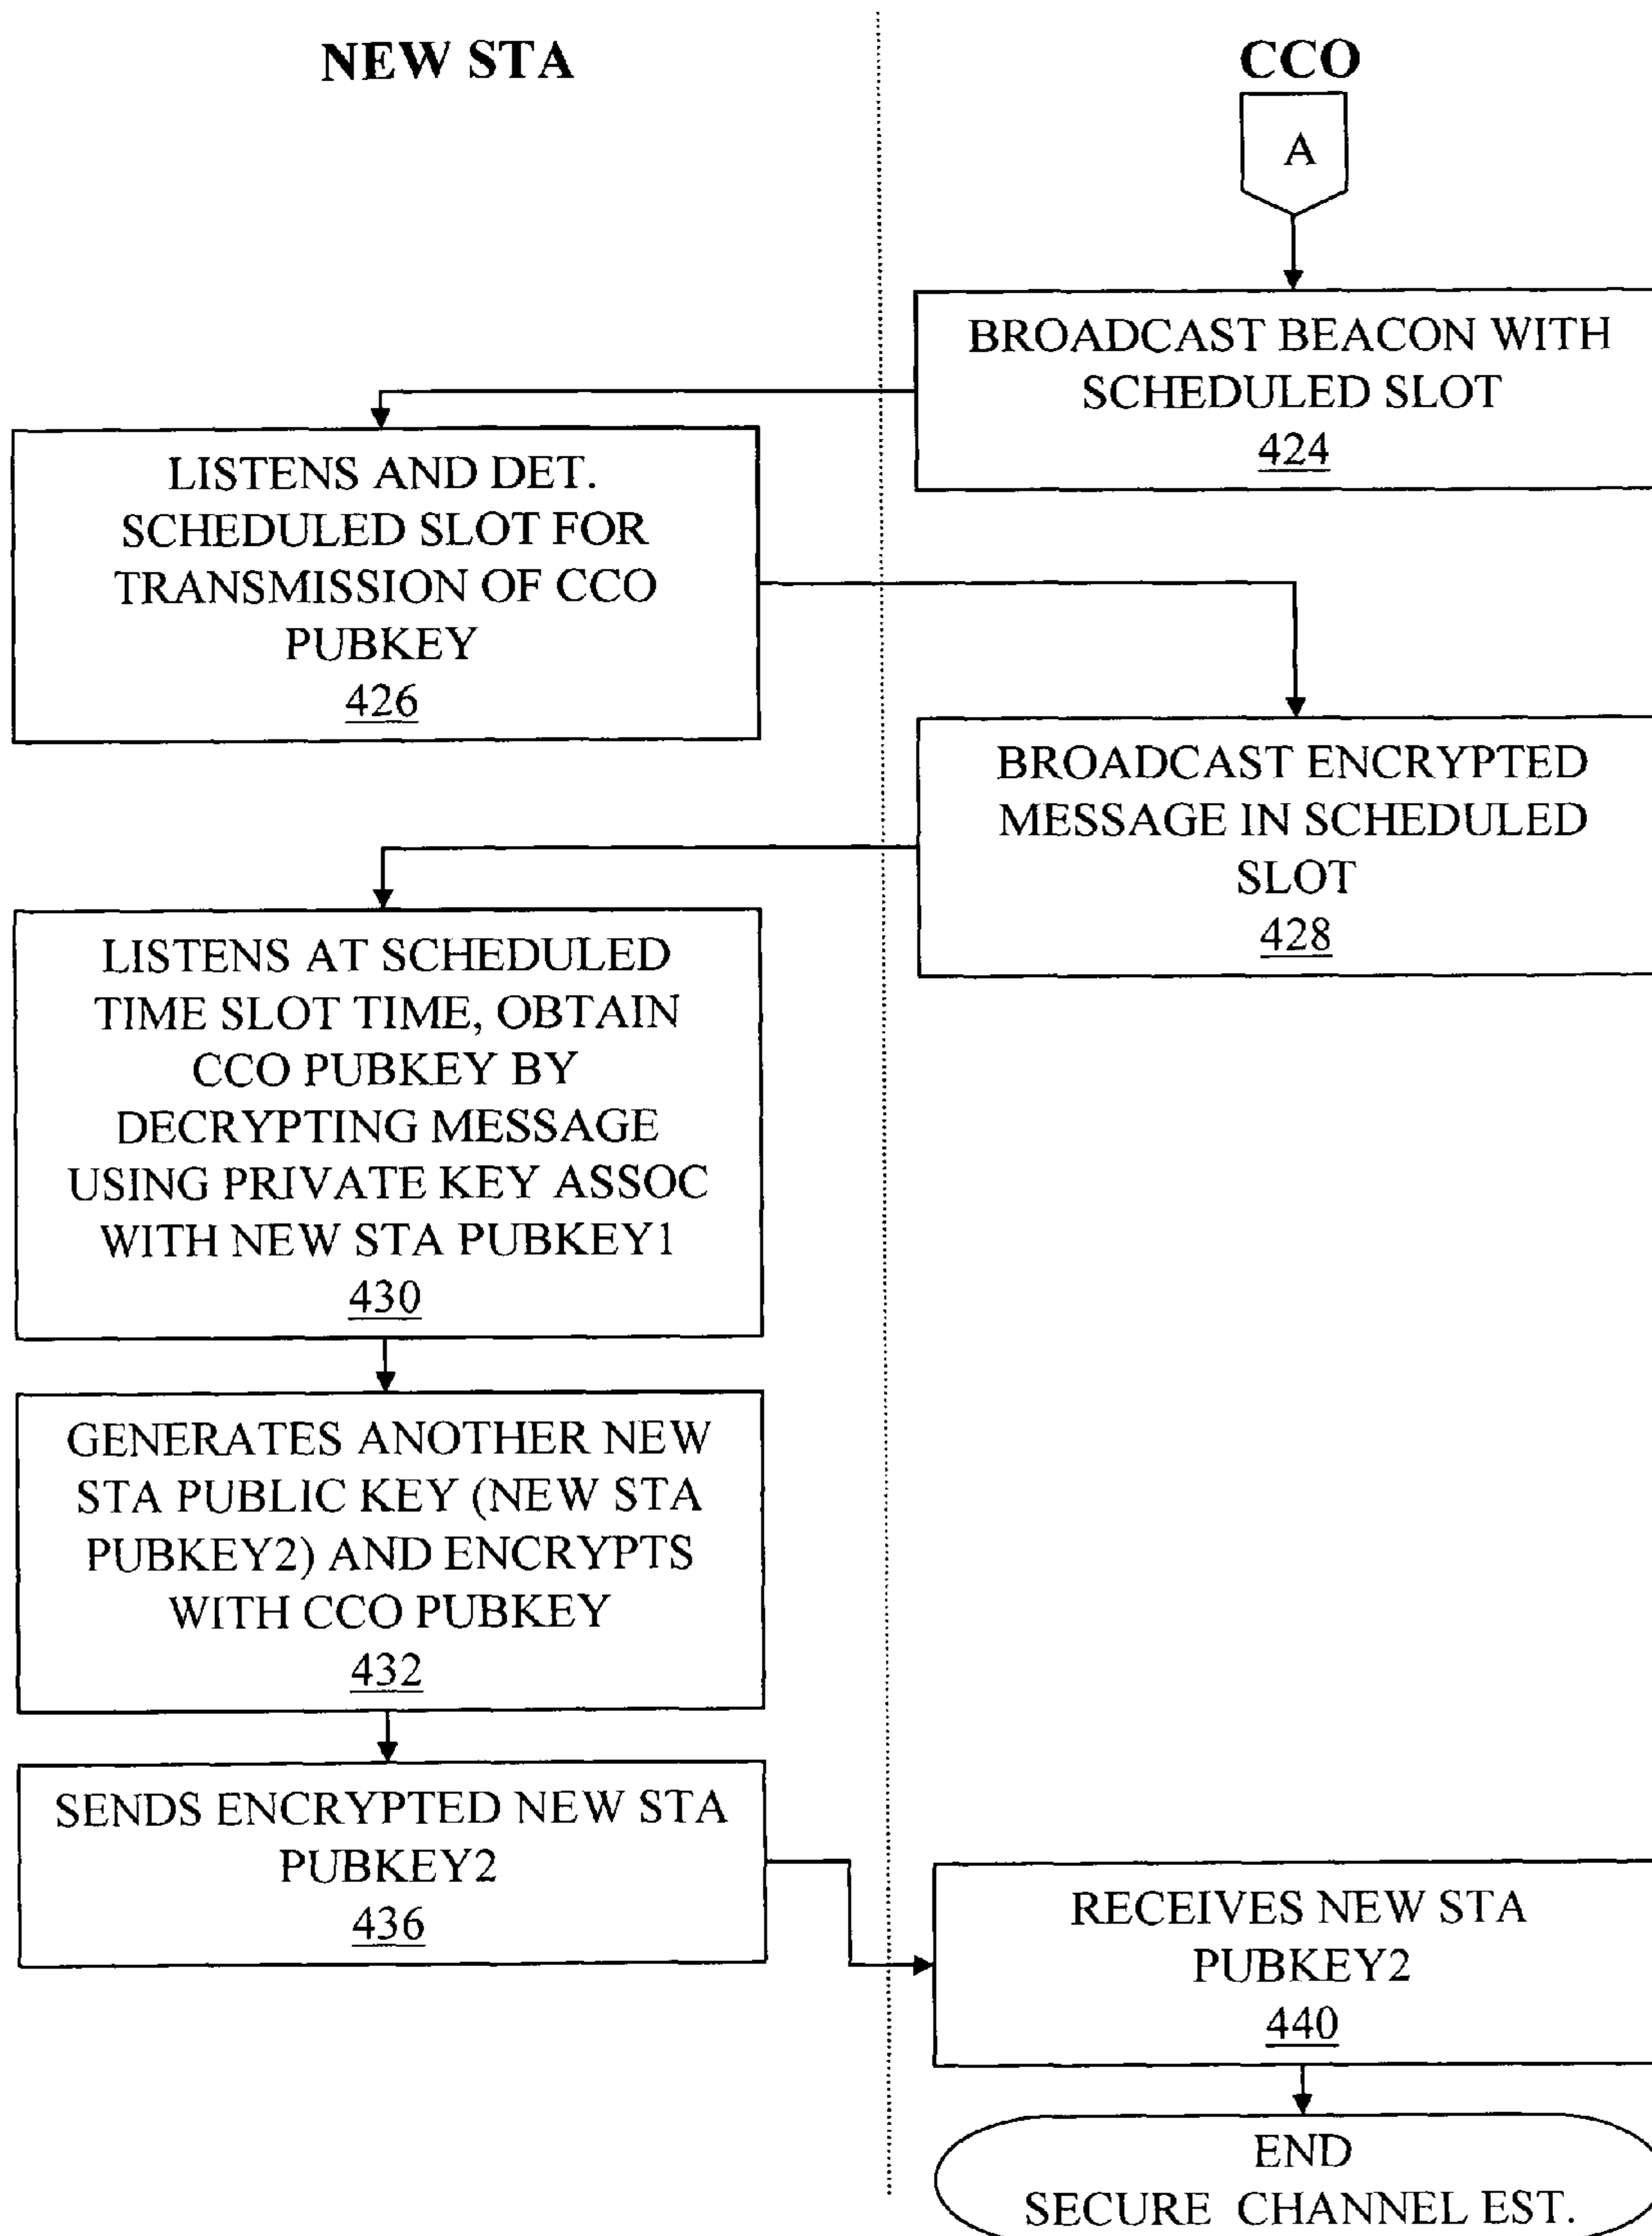 NEW STA
CCO
A
BROADCAST BEACON WITH
SCHEDULED SLOT
424
LISTENS AND DET.
SCHEDULED SLOT FOR
TRANSMISSION OF CCO
PUBKEY
426
BROADCAST ENCRYPTED
MESSAGE IN SCHEDULED
SLOT
428
LISTENS AT SCHEDULED
TIME SLOT TIME, OBTAIN
CCO PUBKEY BY
DECRYPTING MESSAGE
USING PRIVATE KEY ASSOC
WITH NEW STA PUBKEY1
430
GENERATES ANOTHER NEW
STA PUBLIC KEY (NEW STA
PUBKEY2) AND ENCRYPTS
WITH CCO PUBKEY
432
SENDS ENCRYPTED NEW STA
PUBKEY2
436
RECEIVES NEW STA
PUBKEY2
440
END
SECURE CHANNEL EST.